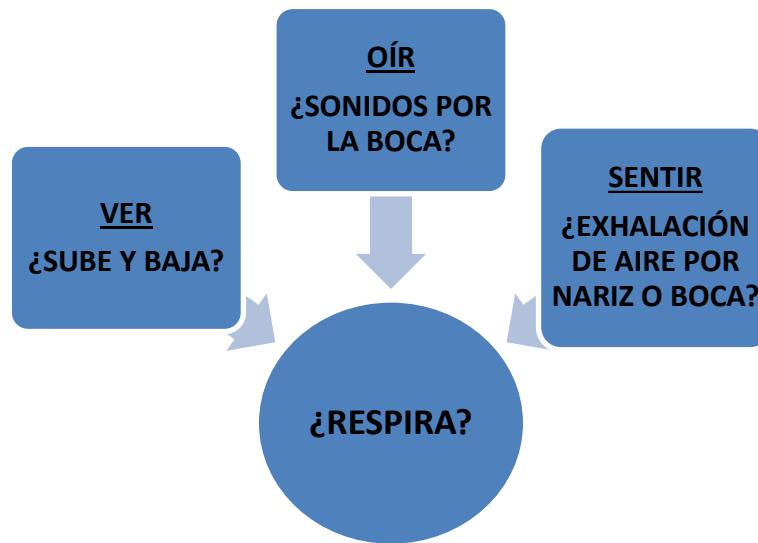 VER
¿SUBE Y BAJA?
OÍR
¿SONIDOS POR
LA BOCA?
SENTIR
¿EXHALACIÓN
DE AIRE POR
NARIZ O BOCA?
¿RESPIRA?